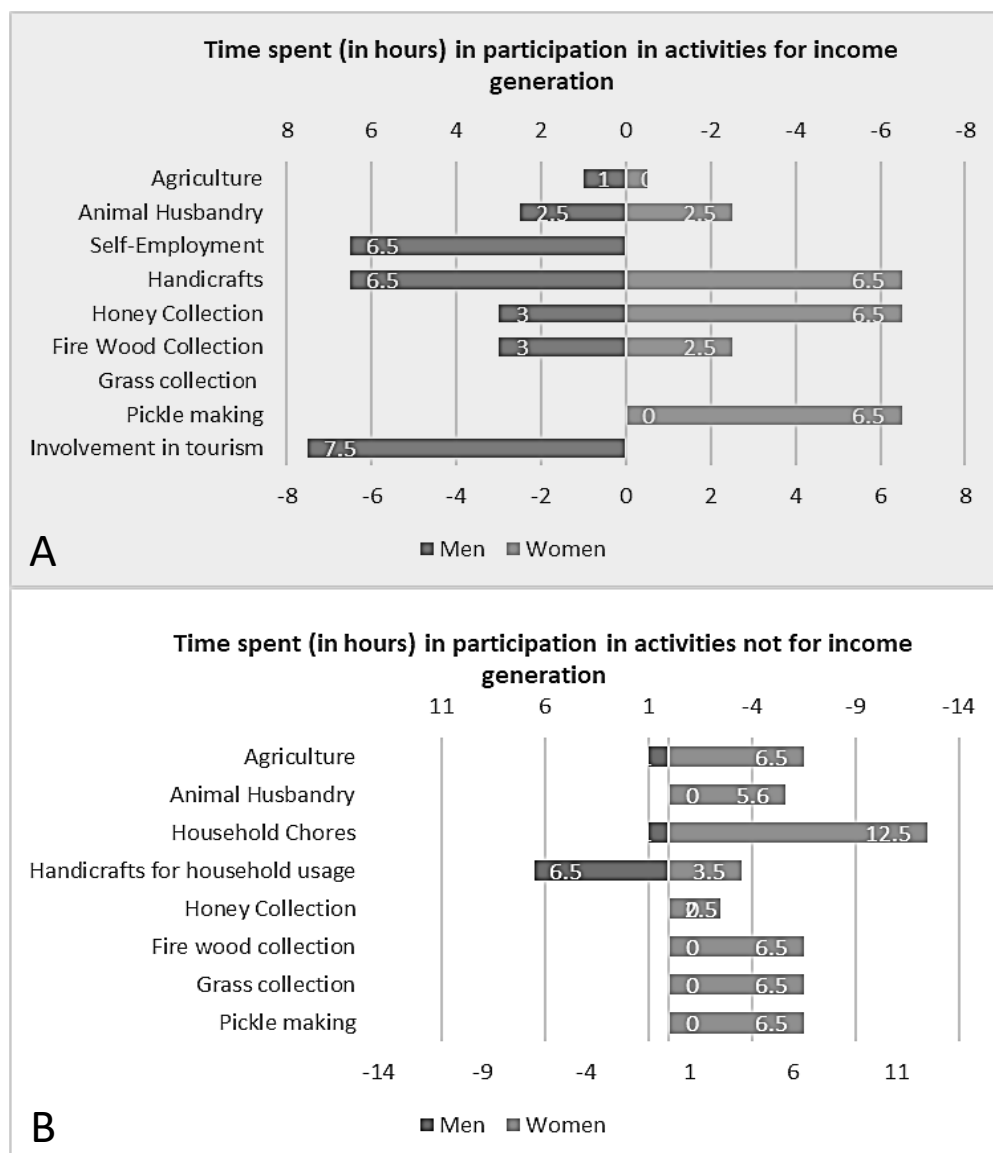 Time spent (in hours) in participation in activities for income
generation
8 6 4 2 0 -2 -4 -6 -8
Agriculture 1
Animal Husbandry 2.5 2.5
Self-Employment 6.5
Handicrafts 6.5 6.5
Honey Collection 3 6.5
Fire Wood Collection 3 2.5
Grass collection
Pickle making 0 6.5
Involvement in tourism 7.5
-8 -6 -4 -2 0 2 4 6 8
A
Men Women
Time spent (in hours) in participation in activities not for income
generation
11 6 1 -4 -9 -14
Agriculture 6.5
Animal Husbandry 0 5.6
Household Chores 12.5
Handicrafts for household usage 6.5 3.5
Honey Collection
Fire wood collection 0 6.5
Grass collection 0 6.5
Pickle making 0 6.5
-14 -9 -4 1 6 11
B
Men Women